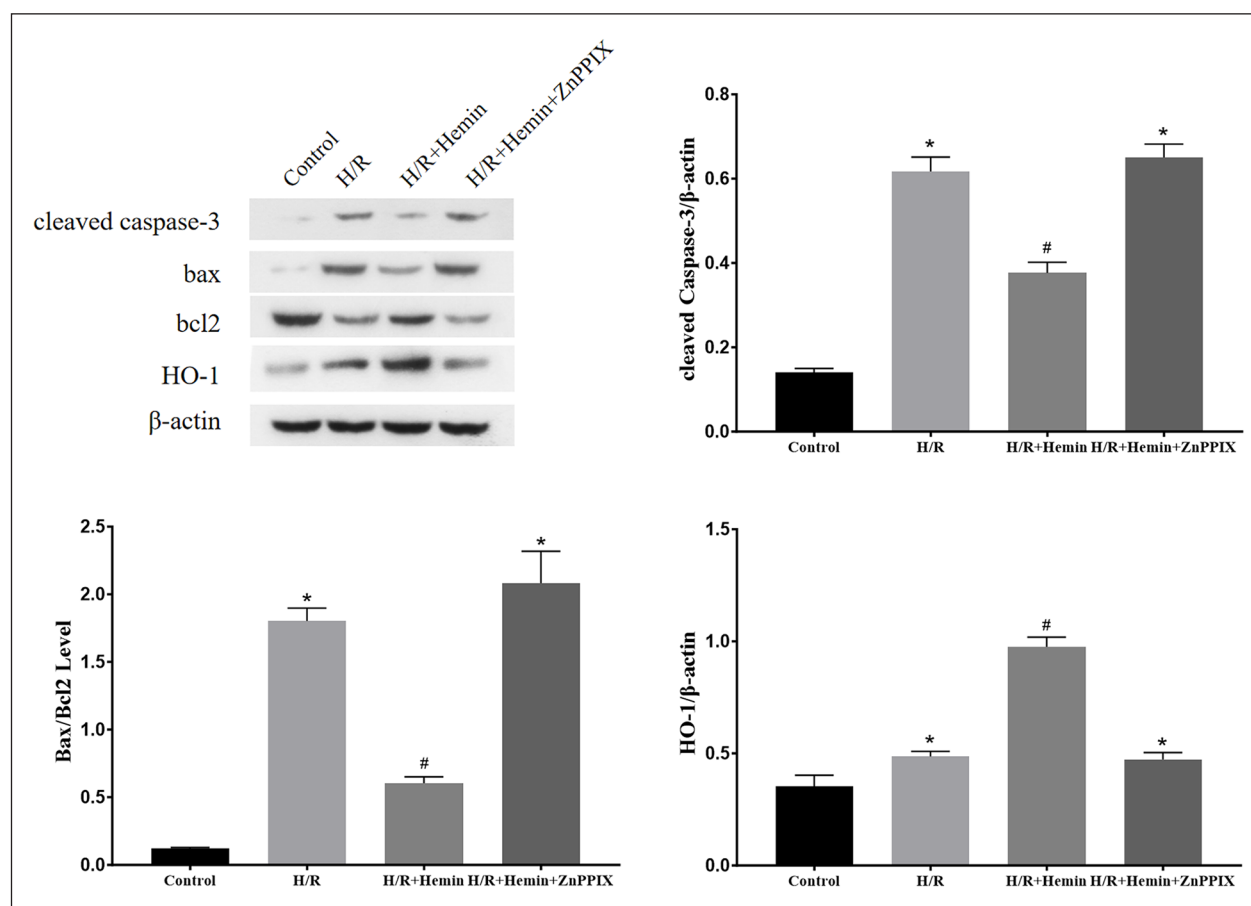 Control
H/R
H/R+Hemin
H/R+Hemin+ZnPPIX
cleaved caspase-3
bax
bcl2
HO-1
β-actin
cleaved Caspase-3/β-actin
0.8
0.6
0.4
0.2
0.0
*
#
*
Control
H/R
H/R+Hemin
H/R+Hemin+ZnPPIX
Bax/Bcl2 Level
2.5
2.0
1.5
1.0
0.5
0.0
*
#
*
Control
H/R
H/R+Hemin
H/R+Hemin+ZnPPIX
HO-1/β-actin
1.5
1.0
0.5
0.0
*
#
*
Control
H/R
H/R+Hemin
H/R+Hemin+ZnPPIX